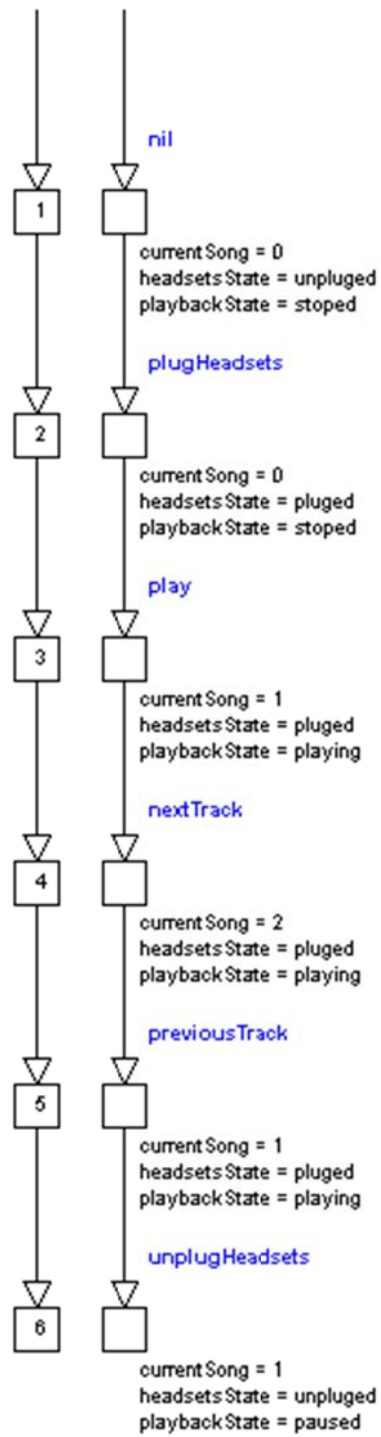 nil
1
currentSong = 0
headsetsState = unpluged
playbackState = stoped
plugHeadsets
2
currentSong = 0
headsetsState = pluged
playbackState = stoped
play
3
currentSong = 1
headsetsState = pluged
playbackState = playing
nextTrack
4
currentSong = 2
headsetsState = pluged
playbackState = playing
previousTrack
5
currentSong = 1
headsetsState = pluged
playbackState = playing
unplugHeadsets
6
currentSong = 1
headsetsState = unpluged
playbackState = paused